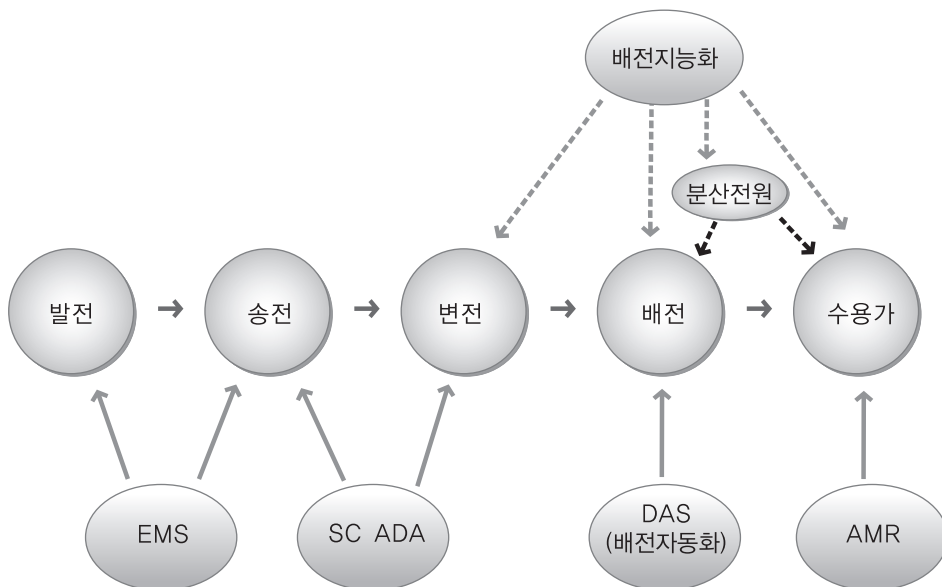 배전지능화
분산전원
발전
송전
변전
배전
수용가
EMS
SC ADA
DAS
(배전자동화)
AMR